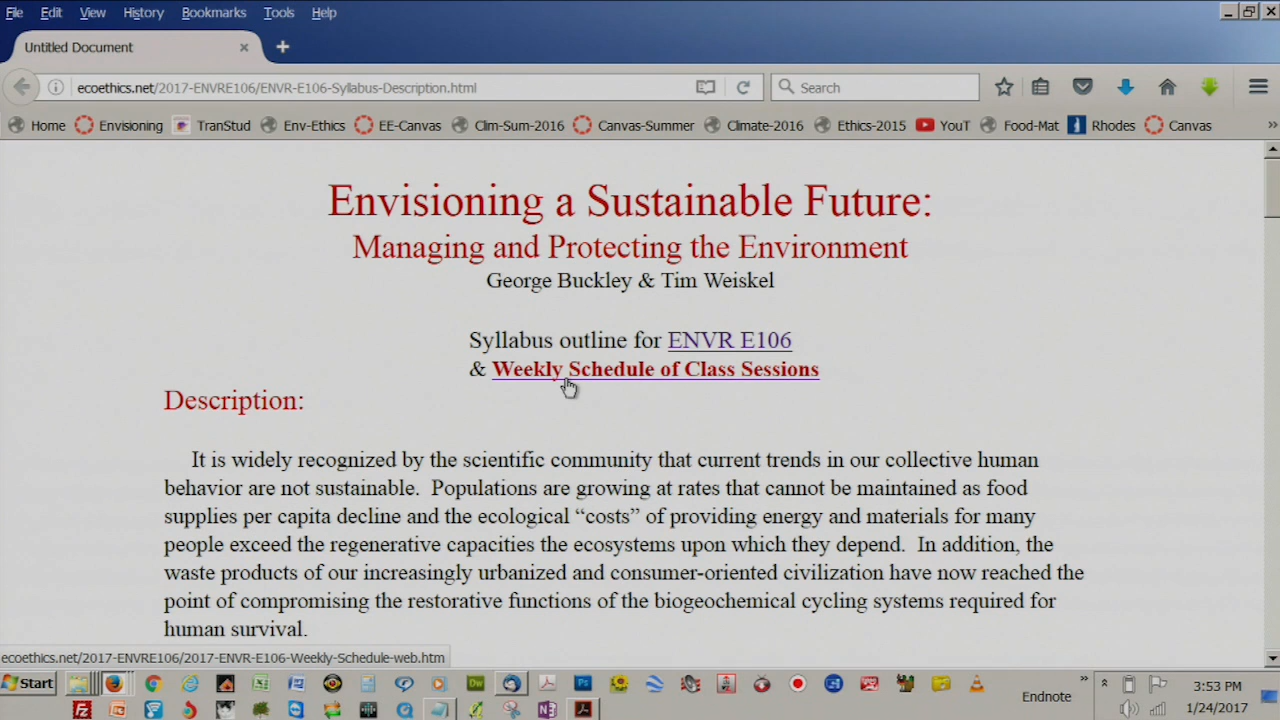 File Edit View History Bookmarks Tools Help
Untitled Document
ecoethics.net/2017-ENVRE106/ENVR-E106-Syllabus-Description.html Search
Home Envisioning TranStud Env-Ethics EE-Canvas Clim-Sum-2016 Canvas-Summer Climate-2016 Ethics-2015 YouT Food-Mat Rhodes Canvas
Envisioning a Sustainable Future:
Managing and Protecting the Environment
George Buckley & Tim Weiskel
Syllabus outline for ENVR E106
& Weekly Schedule of Class Sessions
Description:
It is widely recognized by the scientific community that current trends in our collective human
behavior are not sustainable. Populations are growing at rates that cannot be maintained as food
supplies per capita decline and the ecological “costs” of providing energy and materials for many
people exceed the regenerative capacities the ecosystems upon which they depend. In addition, the
waste products of our increasingly urbanized and consumer-oriented civilization have now reached the
point of compromising the restorative functions of the biogeochemical cycling systems required for
human survival.
ecoethics.net/2017-ENVRE106/2017-ENVR-E106-Weekly-Schedule-web.htm
Start Endnote 3:53 PM
1/24/2017